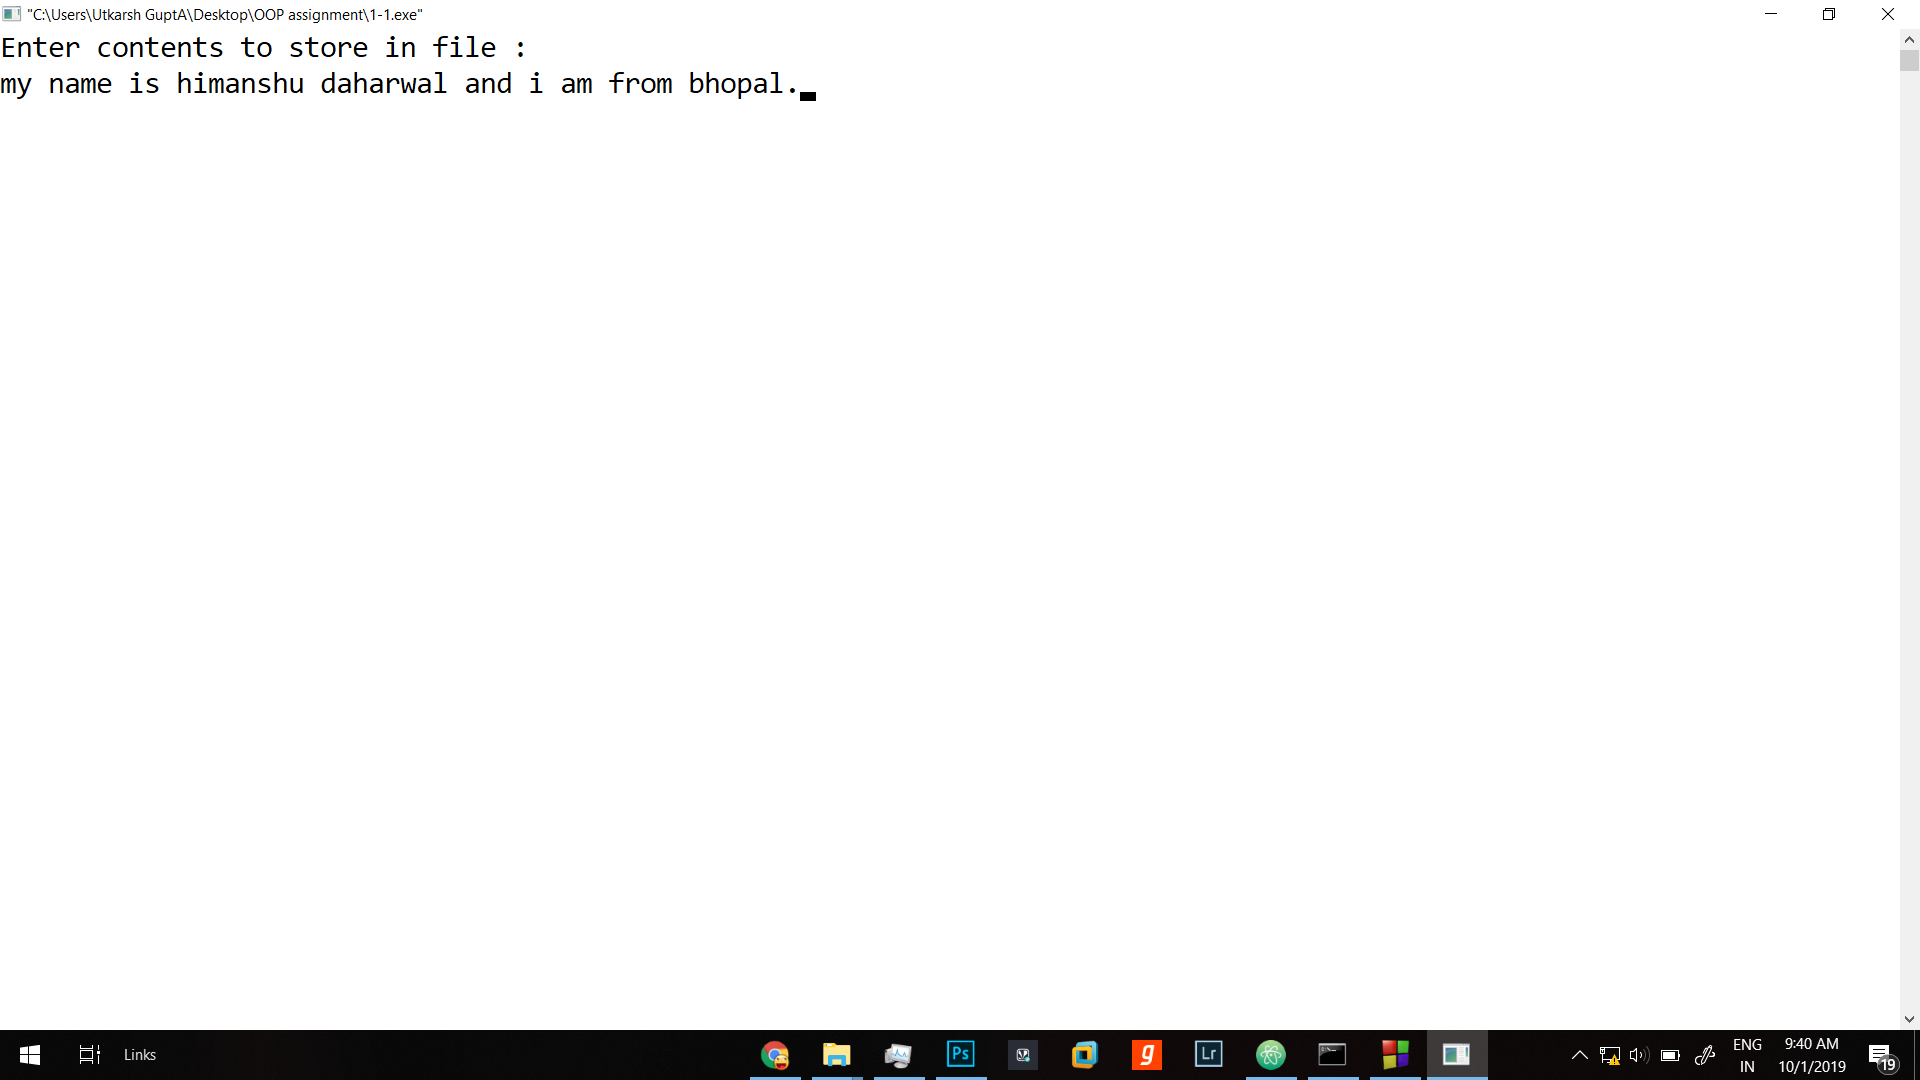 "C:\Users\Utkarsh GuptA\Desktop\OOP assignment\1-1.exe"
Enter contents to store in file :
my name is himanshu daharwal and i am from bhopal.
Links
Ps
g
Lr
ENG
IN
9:40 AM
10/1/2019
19